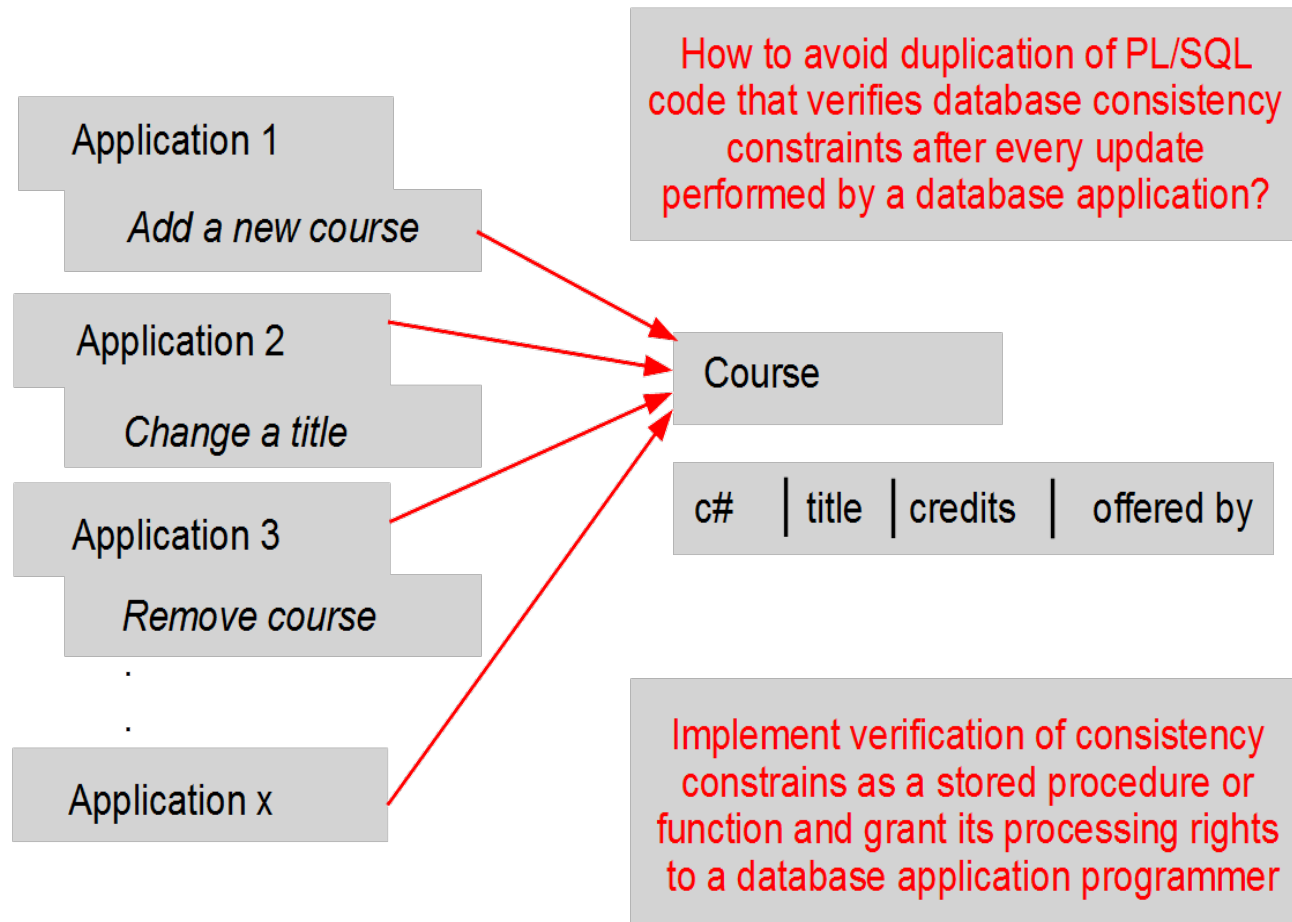 Application 1
Add a new course
Application 2
Change a title
Application 3
Remove course
.
.
Application x
How to avoid duplication of PL/SQL
code that verifies database consistency
constraints after every update
performed by a database application?
Course
c# | title | credits | offered by
Implement verification of consistency
constrains as a stored procedure or
function and grant its processing rights
to a database application programmer